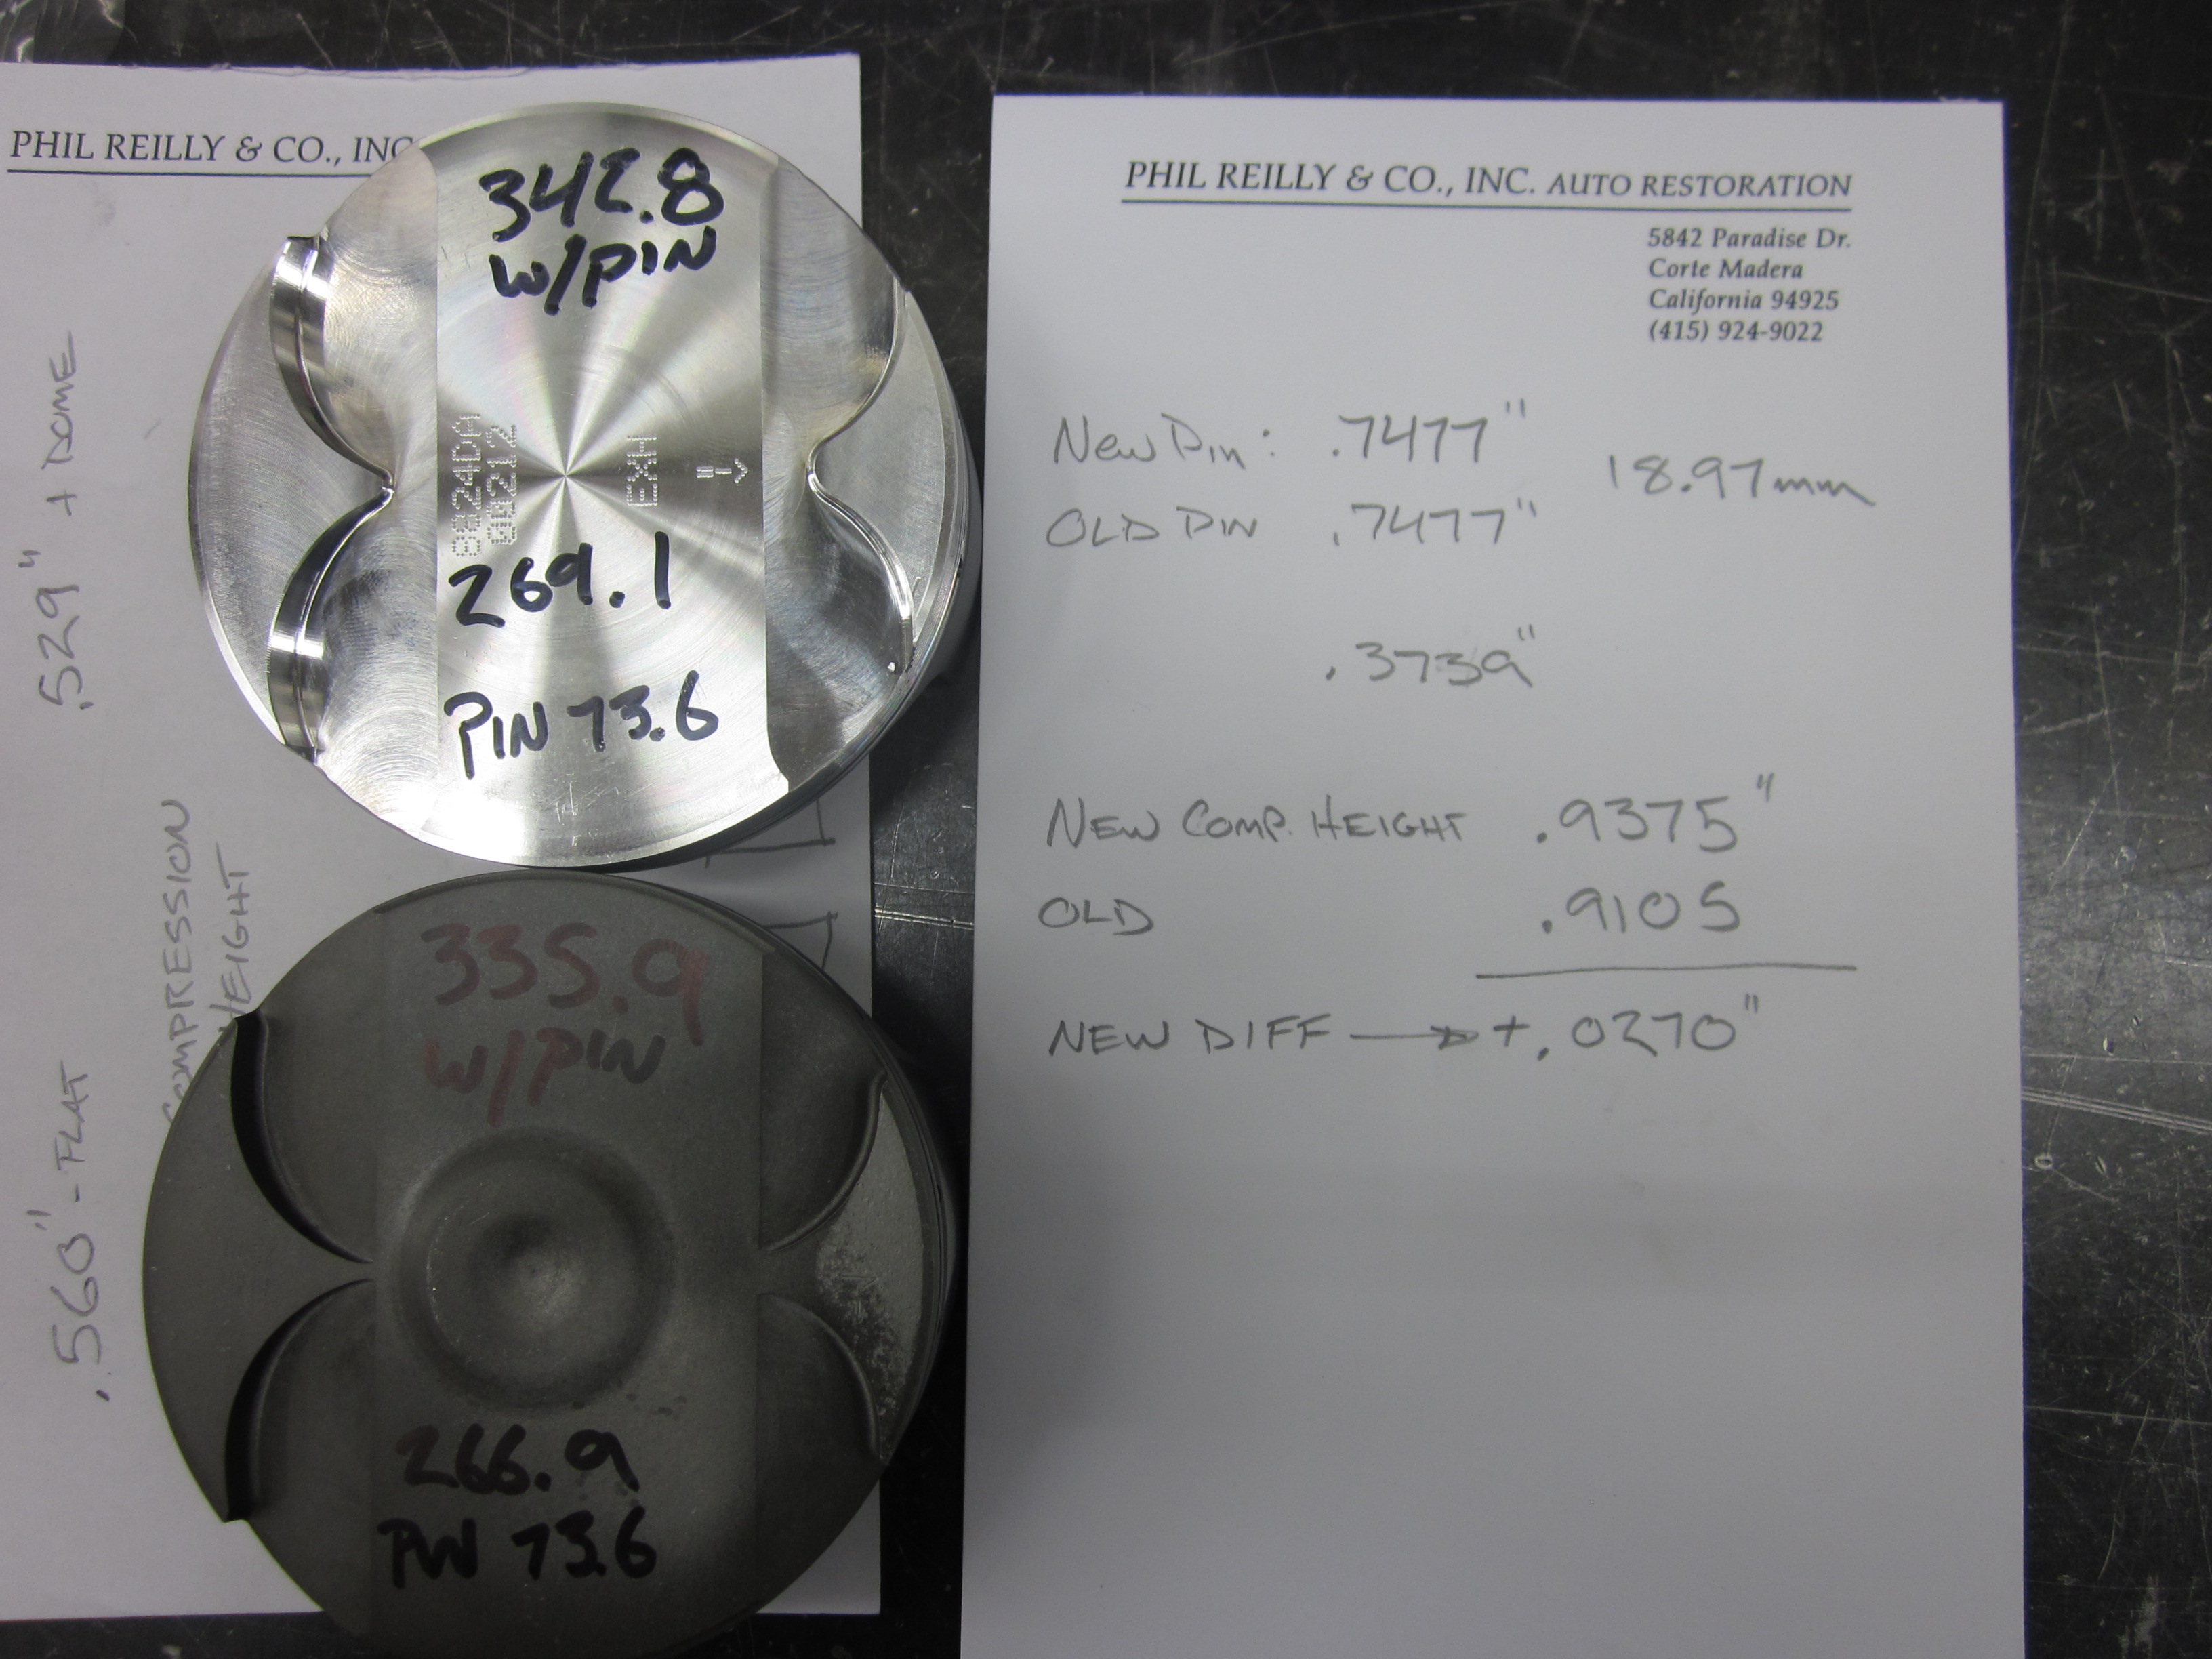 PHIL REILLY & CO., INC
.529" + DOME
.560" - FLAT
COMPRESSION
HEIGHT
342.8
w/PIN
8824DA
Q0212
EXH
269.1
PIN 73.6
335.9
w/PIN
266.9
PIN 73.6
PHIL REILLY & CO., INC. AUTO RESTORATION
5842 Paradise Dr.
Corte Madera
California 94925
(415) 924-9022
New Pin: .7477"
18.97mm
OLD PIN .7477"
.3739"
NEW COMP. HEIGHT .9375"
OLD .9105
NEW DIFF → +.0270"